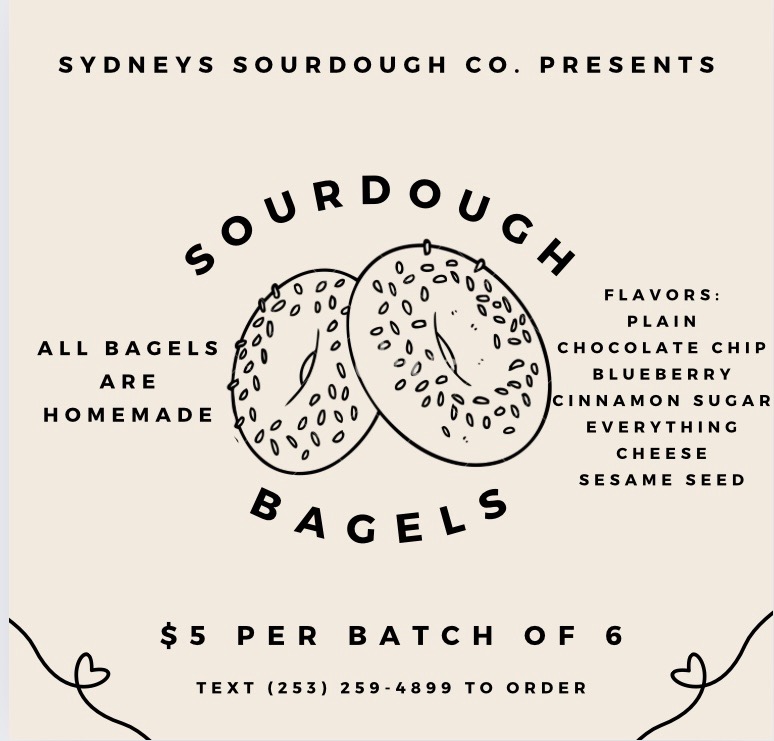 SYDNEYS SOURDOUGH CO. PRESENTS
SOURDOUGH
ALL BAGELS
ARE
HOMEMADE
FLAVORS:
PLAIN
CHOCOLATE CHIP
BLUEBERRY
CINNAMON SUGAR
EVERYTHING
CHEESE
SESAME SEED
BAGELS
$5 PER BATCH OF 6
TEXT (253) 259-4899 TO ORDER